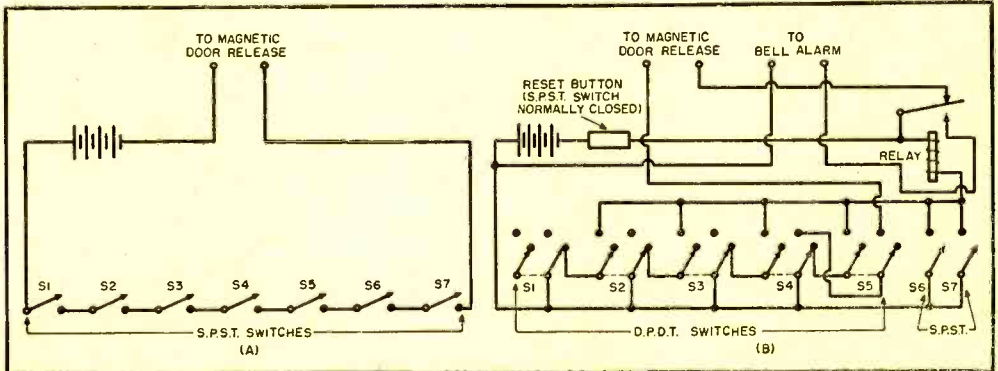 TO MAGNETIC
DOOR RELEASE
S1 S2 S3 S4 S5 S6 S7
S.P.S.T. SWITCHES
(A)
TO MAGNETIC
DOOR RELEASE
TO
BELL ALARM
RESET BUTTON
(S.P.S.T. SWITCH
NORMALLY CLOSED)
RELAY
S1 S2 S3 S4 S5 S6 S7
D.P.D.T. SWITCHES
S.P.S.T.
(B)